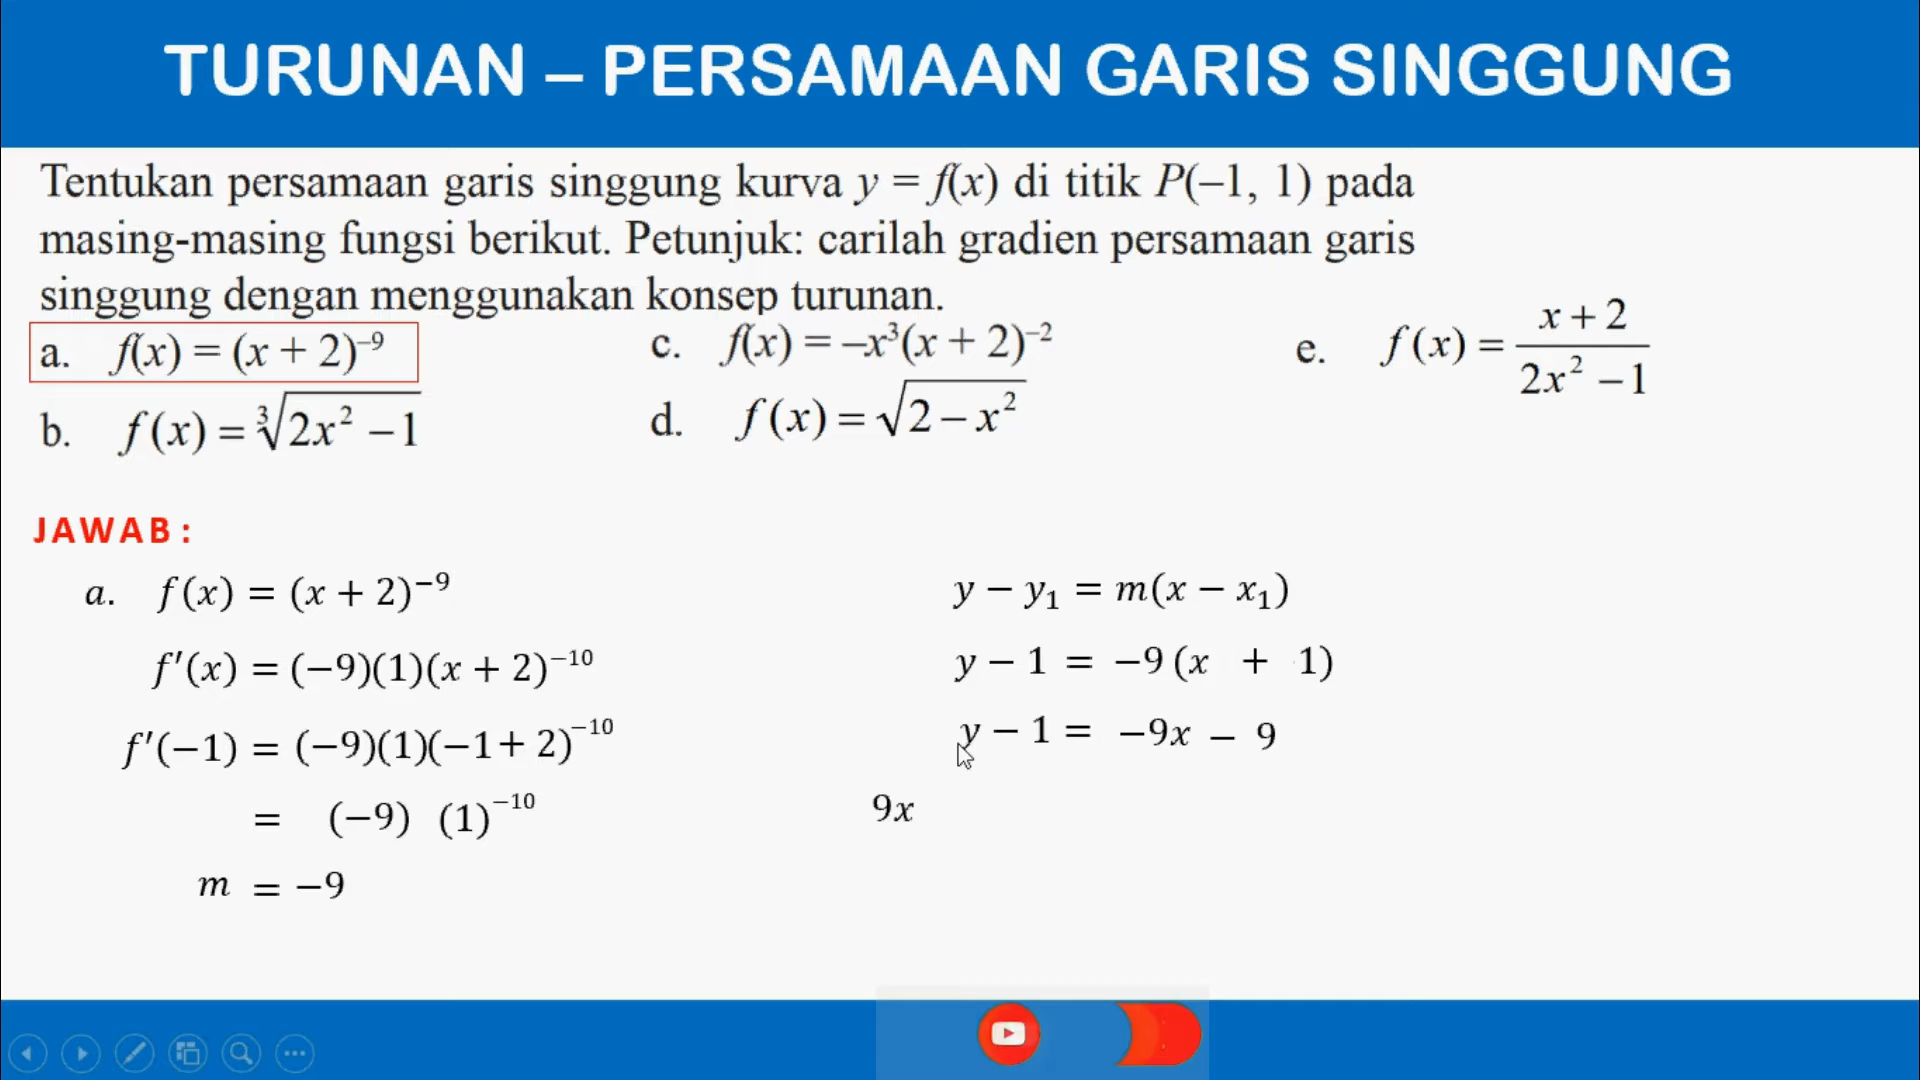 TURUNAN – PERSAMAAN GARIS SINGGUNG
Tentukan persamaan garis singgung kurva y = f(x) di titik P(–1, 1) pada
masing-masing fungsi berikut. Petunjuk: carilah gradien persamaan garis
singgung dengan menggunakan konsep turunan.
a. f(x) = (x + 2)⁻⁹
b. f(x) = ∛(2x² − 1)
c. f(x) = –x³(x + 2)⁻²
d. f(x) = √(2 − x²)
e. f(x) = (x + 2)/(2x² − 1)
JAWAB :
a. f(x) = (x + 2)⁻⁹
f′(x) = (−9)(1)(x + 2)⁻¹⁰
f′(−1) = (−9)(1)(−1+ 2)⁻¹⁰
= (−9) (1)⁻¹⁰
m = −9
y − y₁ = m(x − x₁)
y − 1 = −9 (x + 1)
y − 1 = −9x − 9
9x